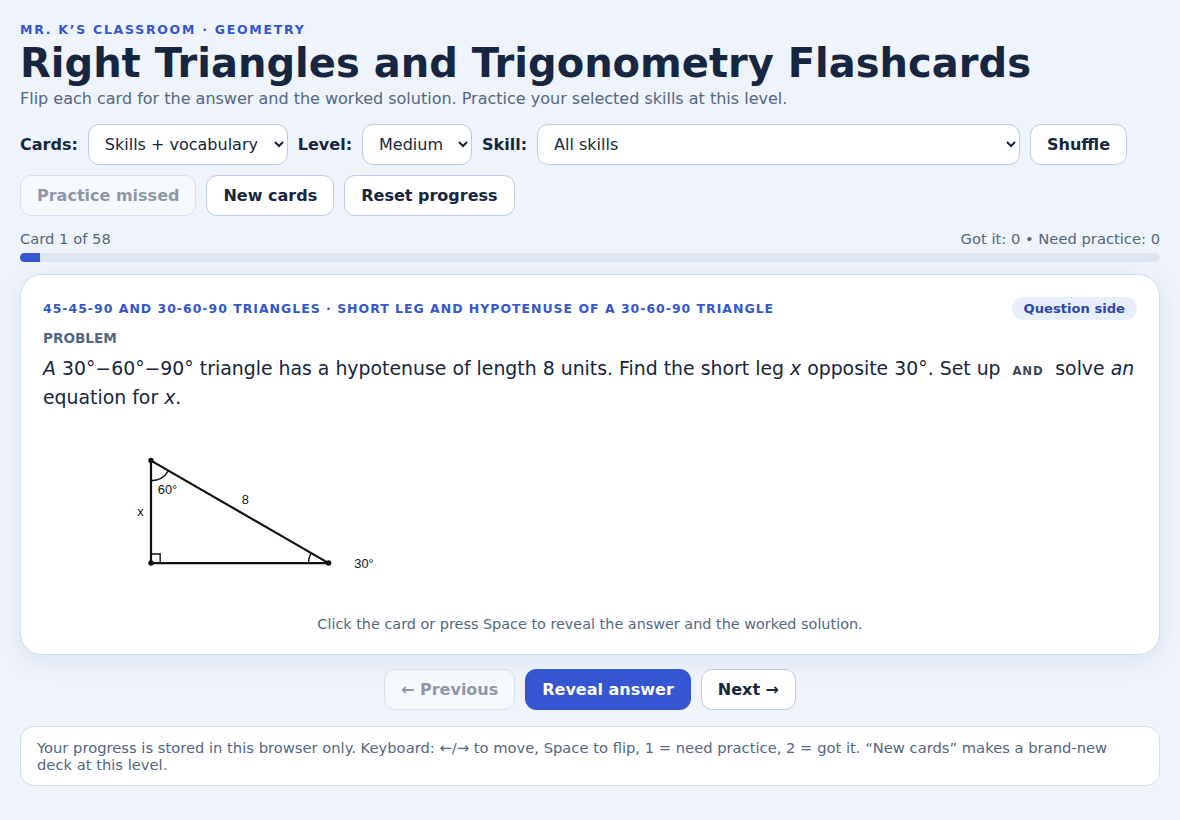 MR. K’S CLASSROOM · GEOMETRY
Right Triangles and Trigonometry Flashcards
Flip each card for the answer and the worked solution. Practice your selected skills at this level.
Cards: Skills + vocabulary Level: Medium Skill: All skills Shuffle
Practice missed New cards Reset progress
Card 1 of 58 Got it: 0 • Need practice: 0
45-45-90 AND 30-60-90 TRIANGLES · SHORT LEG AND HYPOTENUSE OF A 30-60-90 TRIANGLE Question side
PROBLEM
A 30°−60°−90° triangle has a hypotenuse of length 8 units. Find the short leg x opposite 30°. Set up AND solve an
equation for x.
60°
8
x
30°
Click the card or press Space to reveal the answer and the worked solution.
← Previous Reveal answer Next →
Your progress is stored in this browser only. Keyboard: ←/→ to move, Space to flip, 1 = need practice, 2 = got it. “New cards” makes a brand-new
deck at this level.